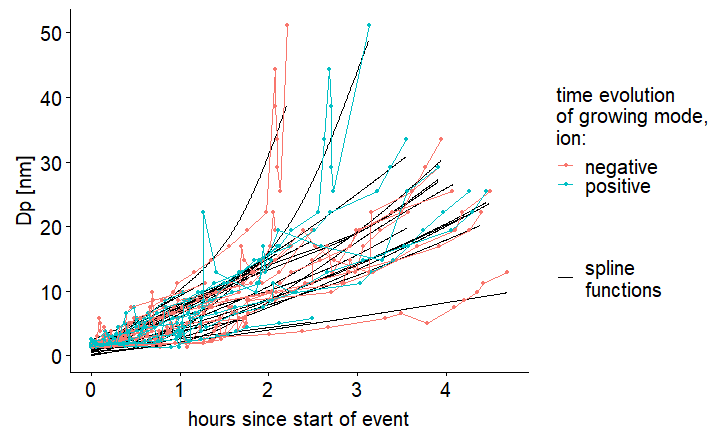 50
40
30
20
10
0
Dp [nm]
0 1 2 3 4
hours since start of event
time evolution
of growing mode,
ion:
negative
positive
spline
functions